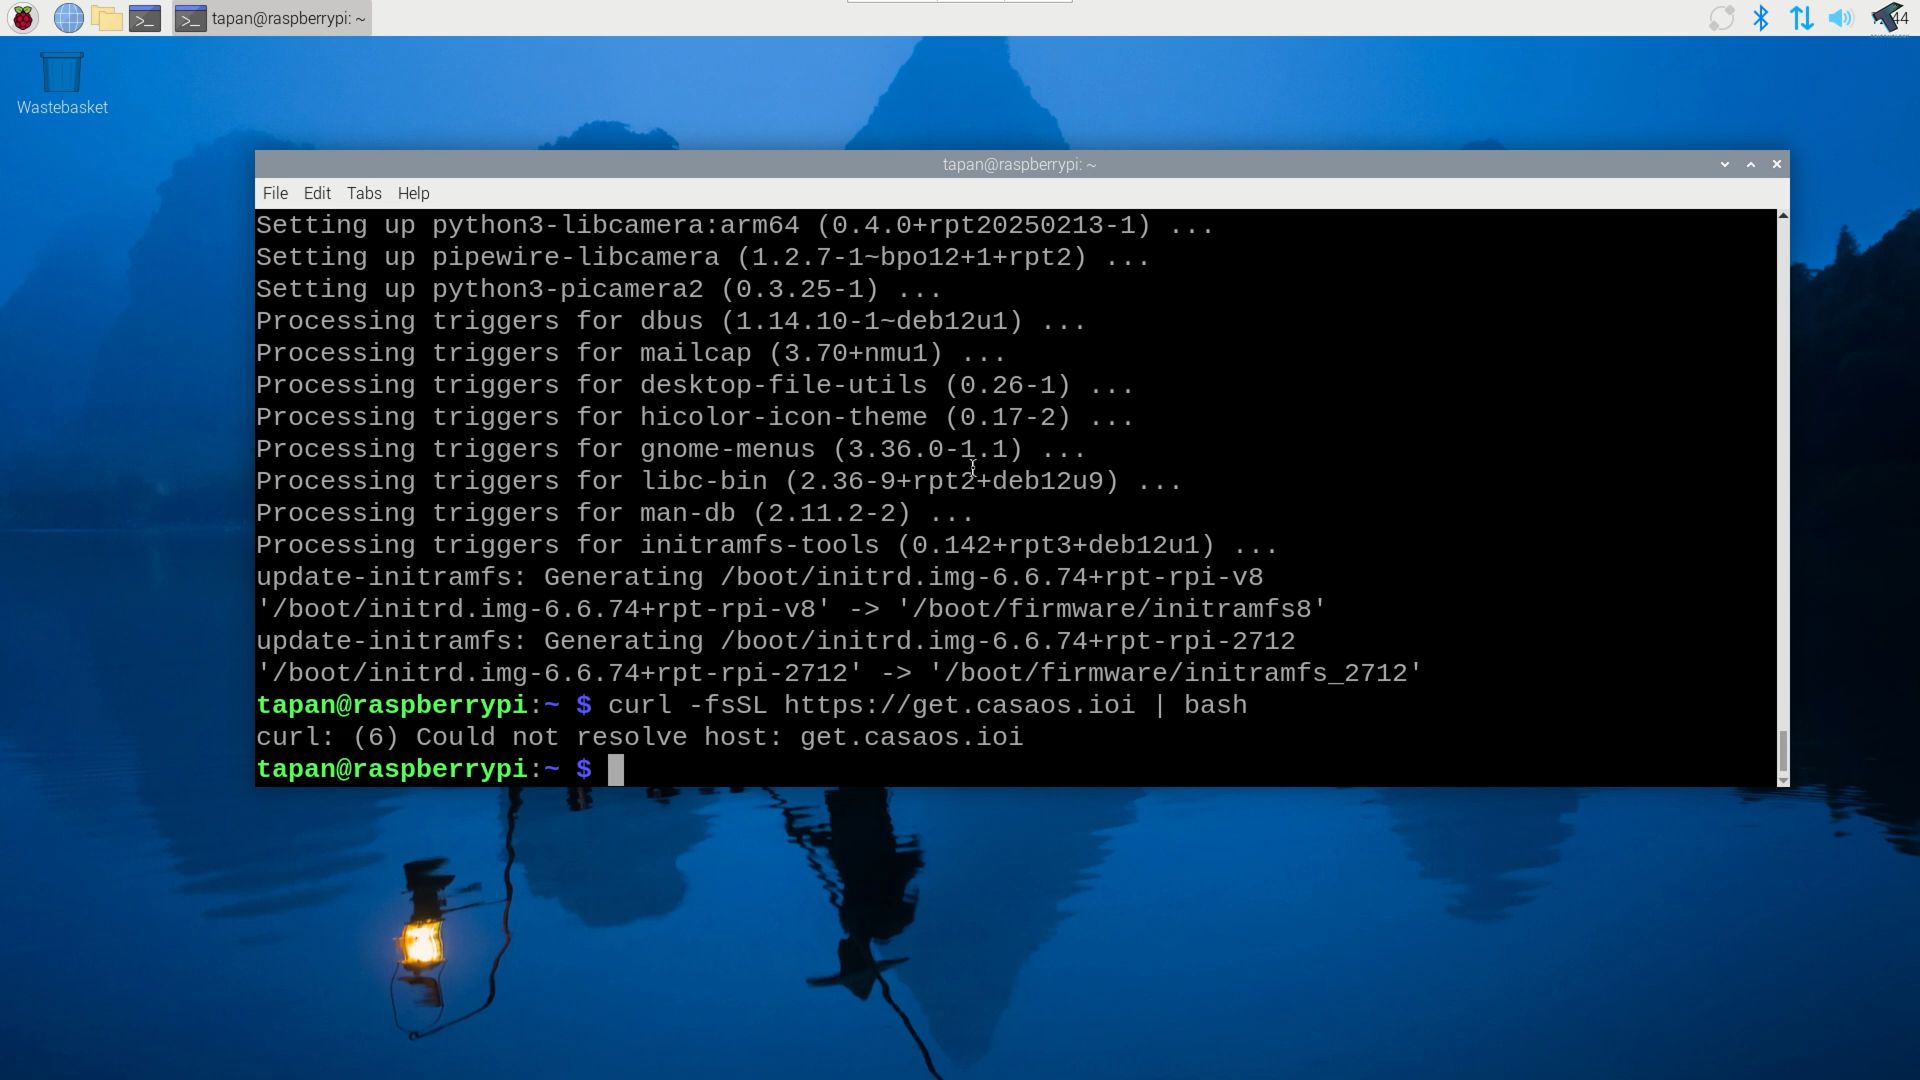 tapan@raspberrypi: ~
44
Wastebasket
tapan@raspberrypi: ~
File Edit Tabs Help
Setting up python3-libcamera:arm64 (0.4.0+rpt20250213-1) ...
Setting up pipewire-libcamera (1.2.7-1~bpo12+1+rpt2) ...
Setting up python3-picamera2 (0.3.25-1) ...
Processing triggers for dbus (1.14.10-1~deb12u1) ...
Processing triggers for mailcap (3.70+nmu1) ...
Processing triggers for desktop-file-utils (0.26-1) ...
Processing triggers for hicolor-icon-theme (0.17-2) ...
Processing triggers for gnome-menus (3.36.0-1.1) ...
Processing triggers for libc-bin (2.36-9+rpt2+deb12u9) ...
Processing triggers for man-db (2.11.2-2) ...
Processing triggers for initramfs-tools (0.142+rpt3+deb12u1) ...
update-initramfs: Generating /boot/initrd.img-6.6.74+rpt-rpi-v8
'/boot/initrd.img-6.6.74+rpt-rpi-v8' -> '/boot/firmware/initramfs8'
update-initramfs: Generating /boot/initrd.img-6.6.74+rpt-rpi-2712
'/boot/initrd.img-6.6.74+rpt-rpi-2712' -> '/boot/firmware/initramfs_2712'
tapan@raspberrypi:~ $ curl -fsSL https://get.casaos.ioi | bash
curl: (6) Could not resolve host: get.casaos.ioi
tapan@raspberrypi:~ $